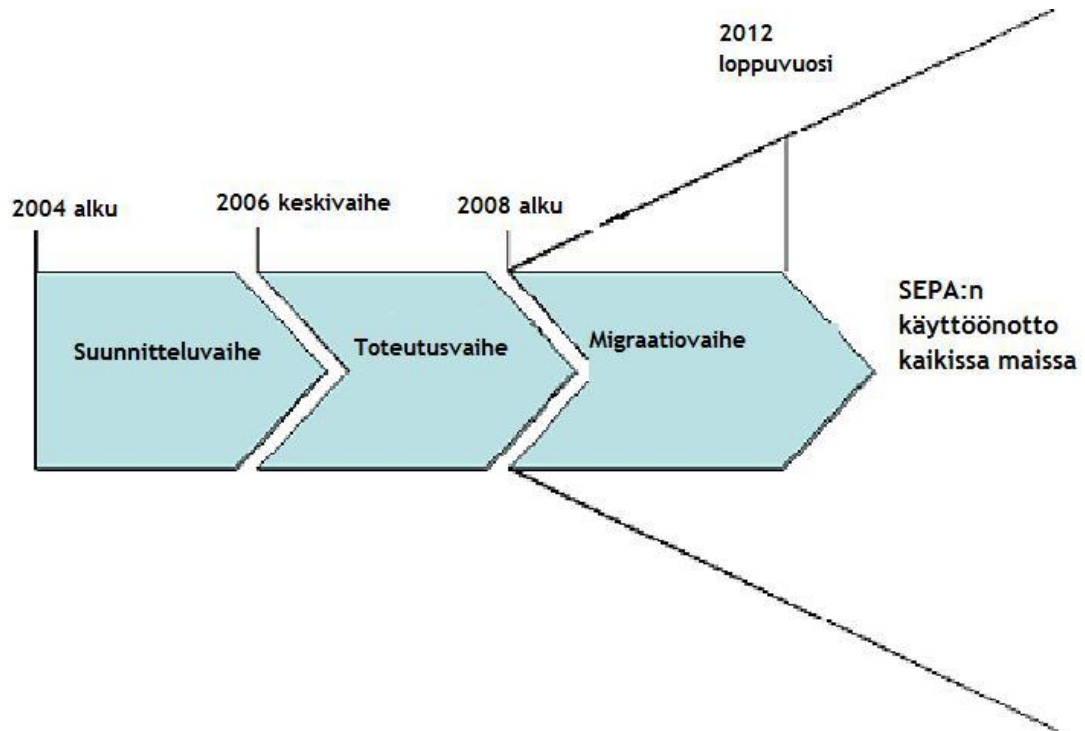 2012
loppuvuosi
2004 alku
2006 keskivaihe
2008 alku
Suunnitteluvaihe
Toteutusvaihe
Migraatiovaihe
SEPA:n
käyttöönotto
kaikissa maissa